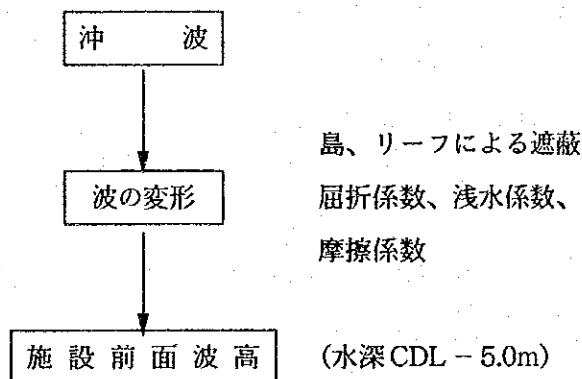 沖 波
島、リーフによる遮蔽
波の変形 屈折係数、浅水係数、
摩擦係数
施設前面波高 (水深CDL − 5.0m)